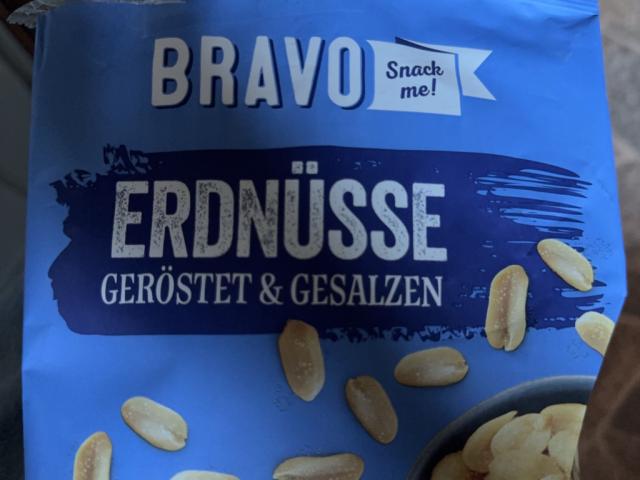 BRAVO
Snack
me!
ERDNÜSSE
GERÖSTET & GESALZEN